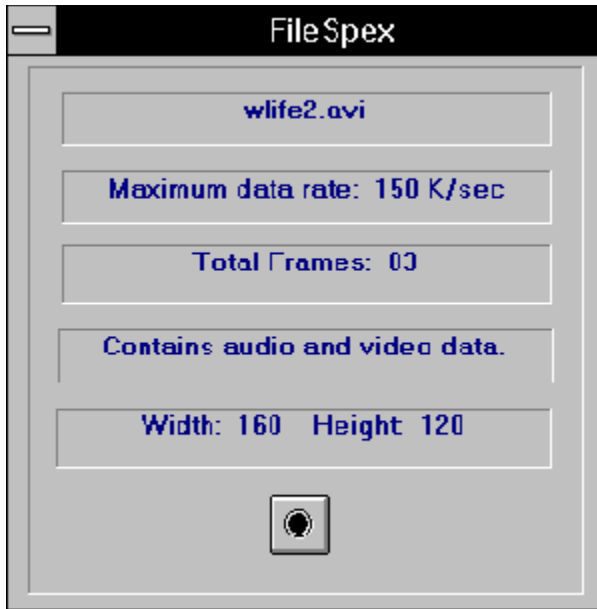 FileSpex
wlife2.avi
Maximum data rate: 150 K/sec
Total Frames:
Contains audio and video data.
Width: 160 Height: 120